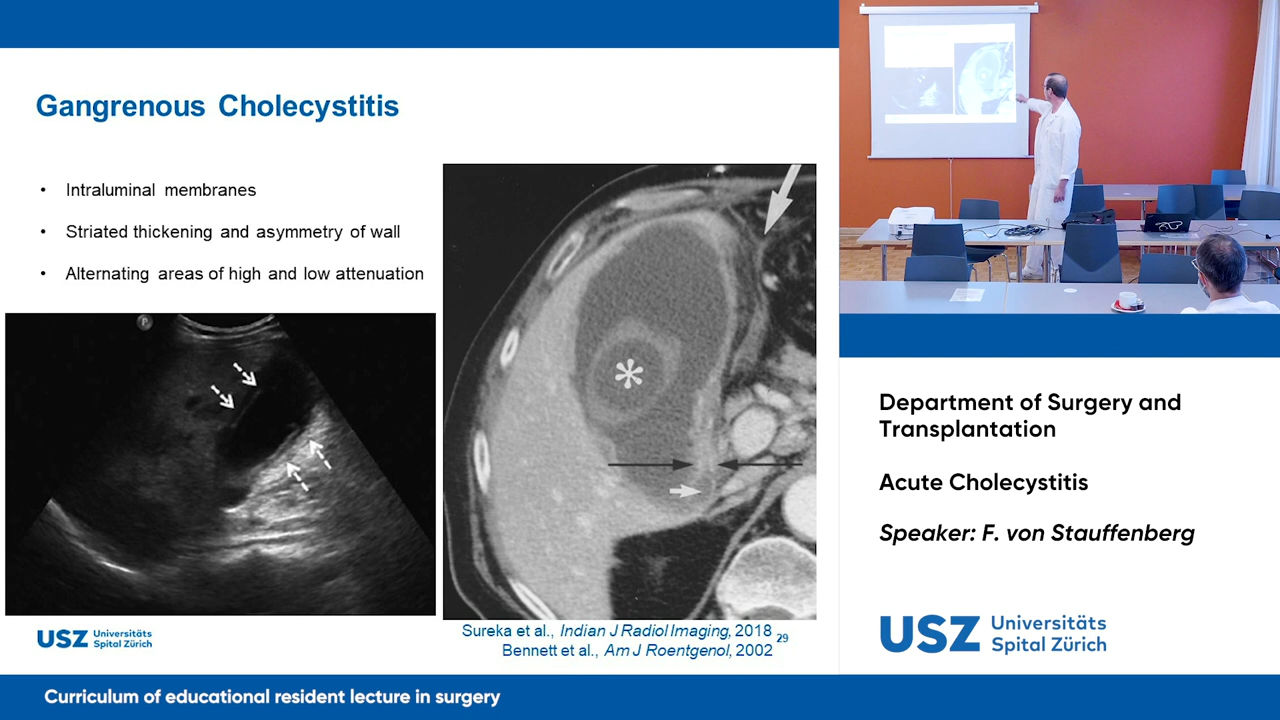 Gangrenous Cholecystitis
• Intraluminal membranes
• Striated thickening and asymmetry of wall
• Alternating areas of high and low attenuation
P
*
USZ Universitäts
Spital Zürich
Sureka et al., Indian J Radiol Imaging, 2018
Bennett et al., Am J Roentgenol, 2002
29
Department of Surgery and
Transplantation
Acute Cholecystitis
Speaker: F. von Stauffenberg
USZ Universitäts
Spital Zürich
Curriculum of educational resident lecture in surgery